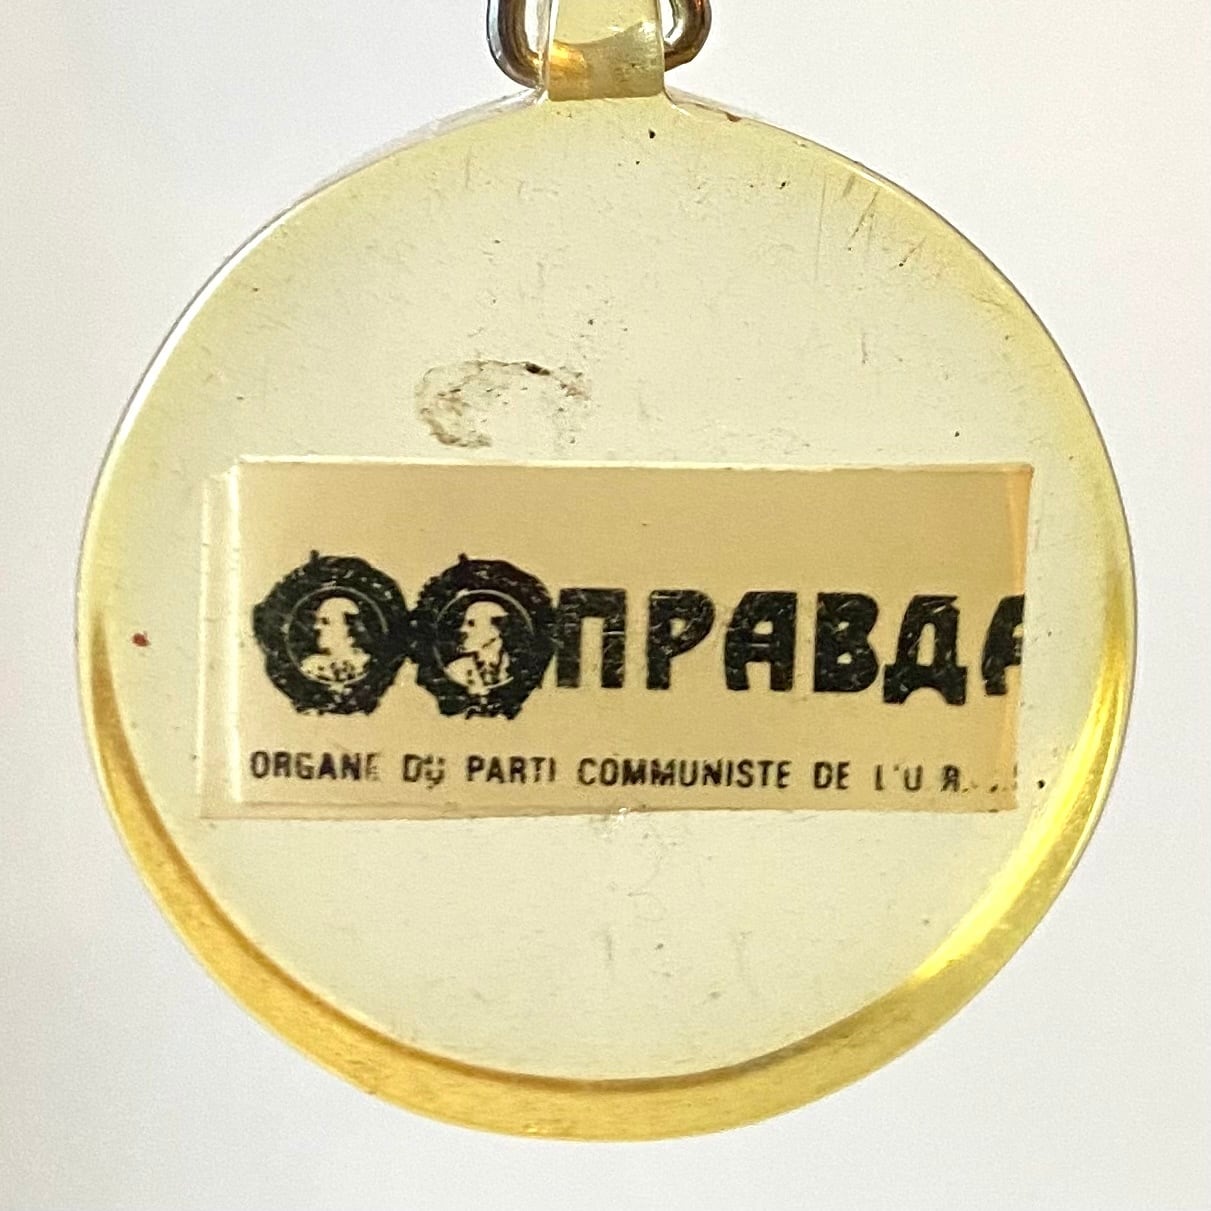 ПРАВДА
ORGANE DU PARTI COMMUNISTE DE L'U.R.S.S.